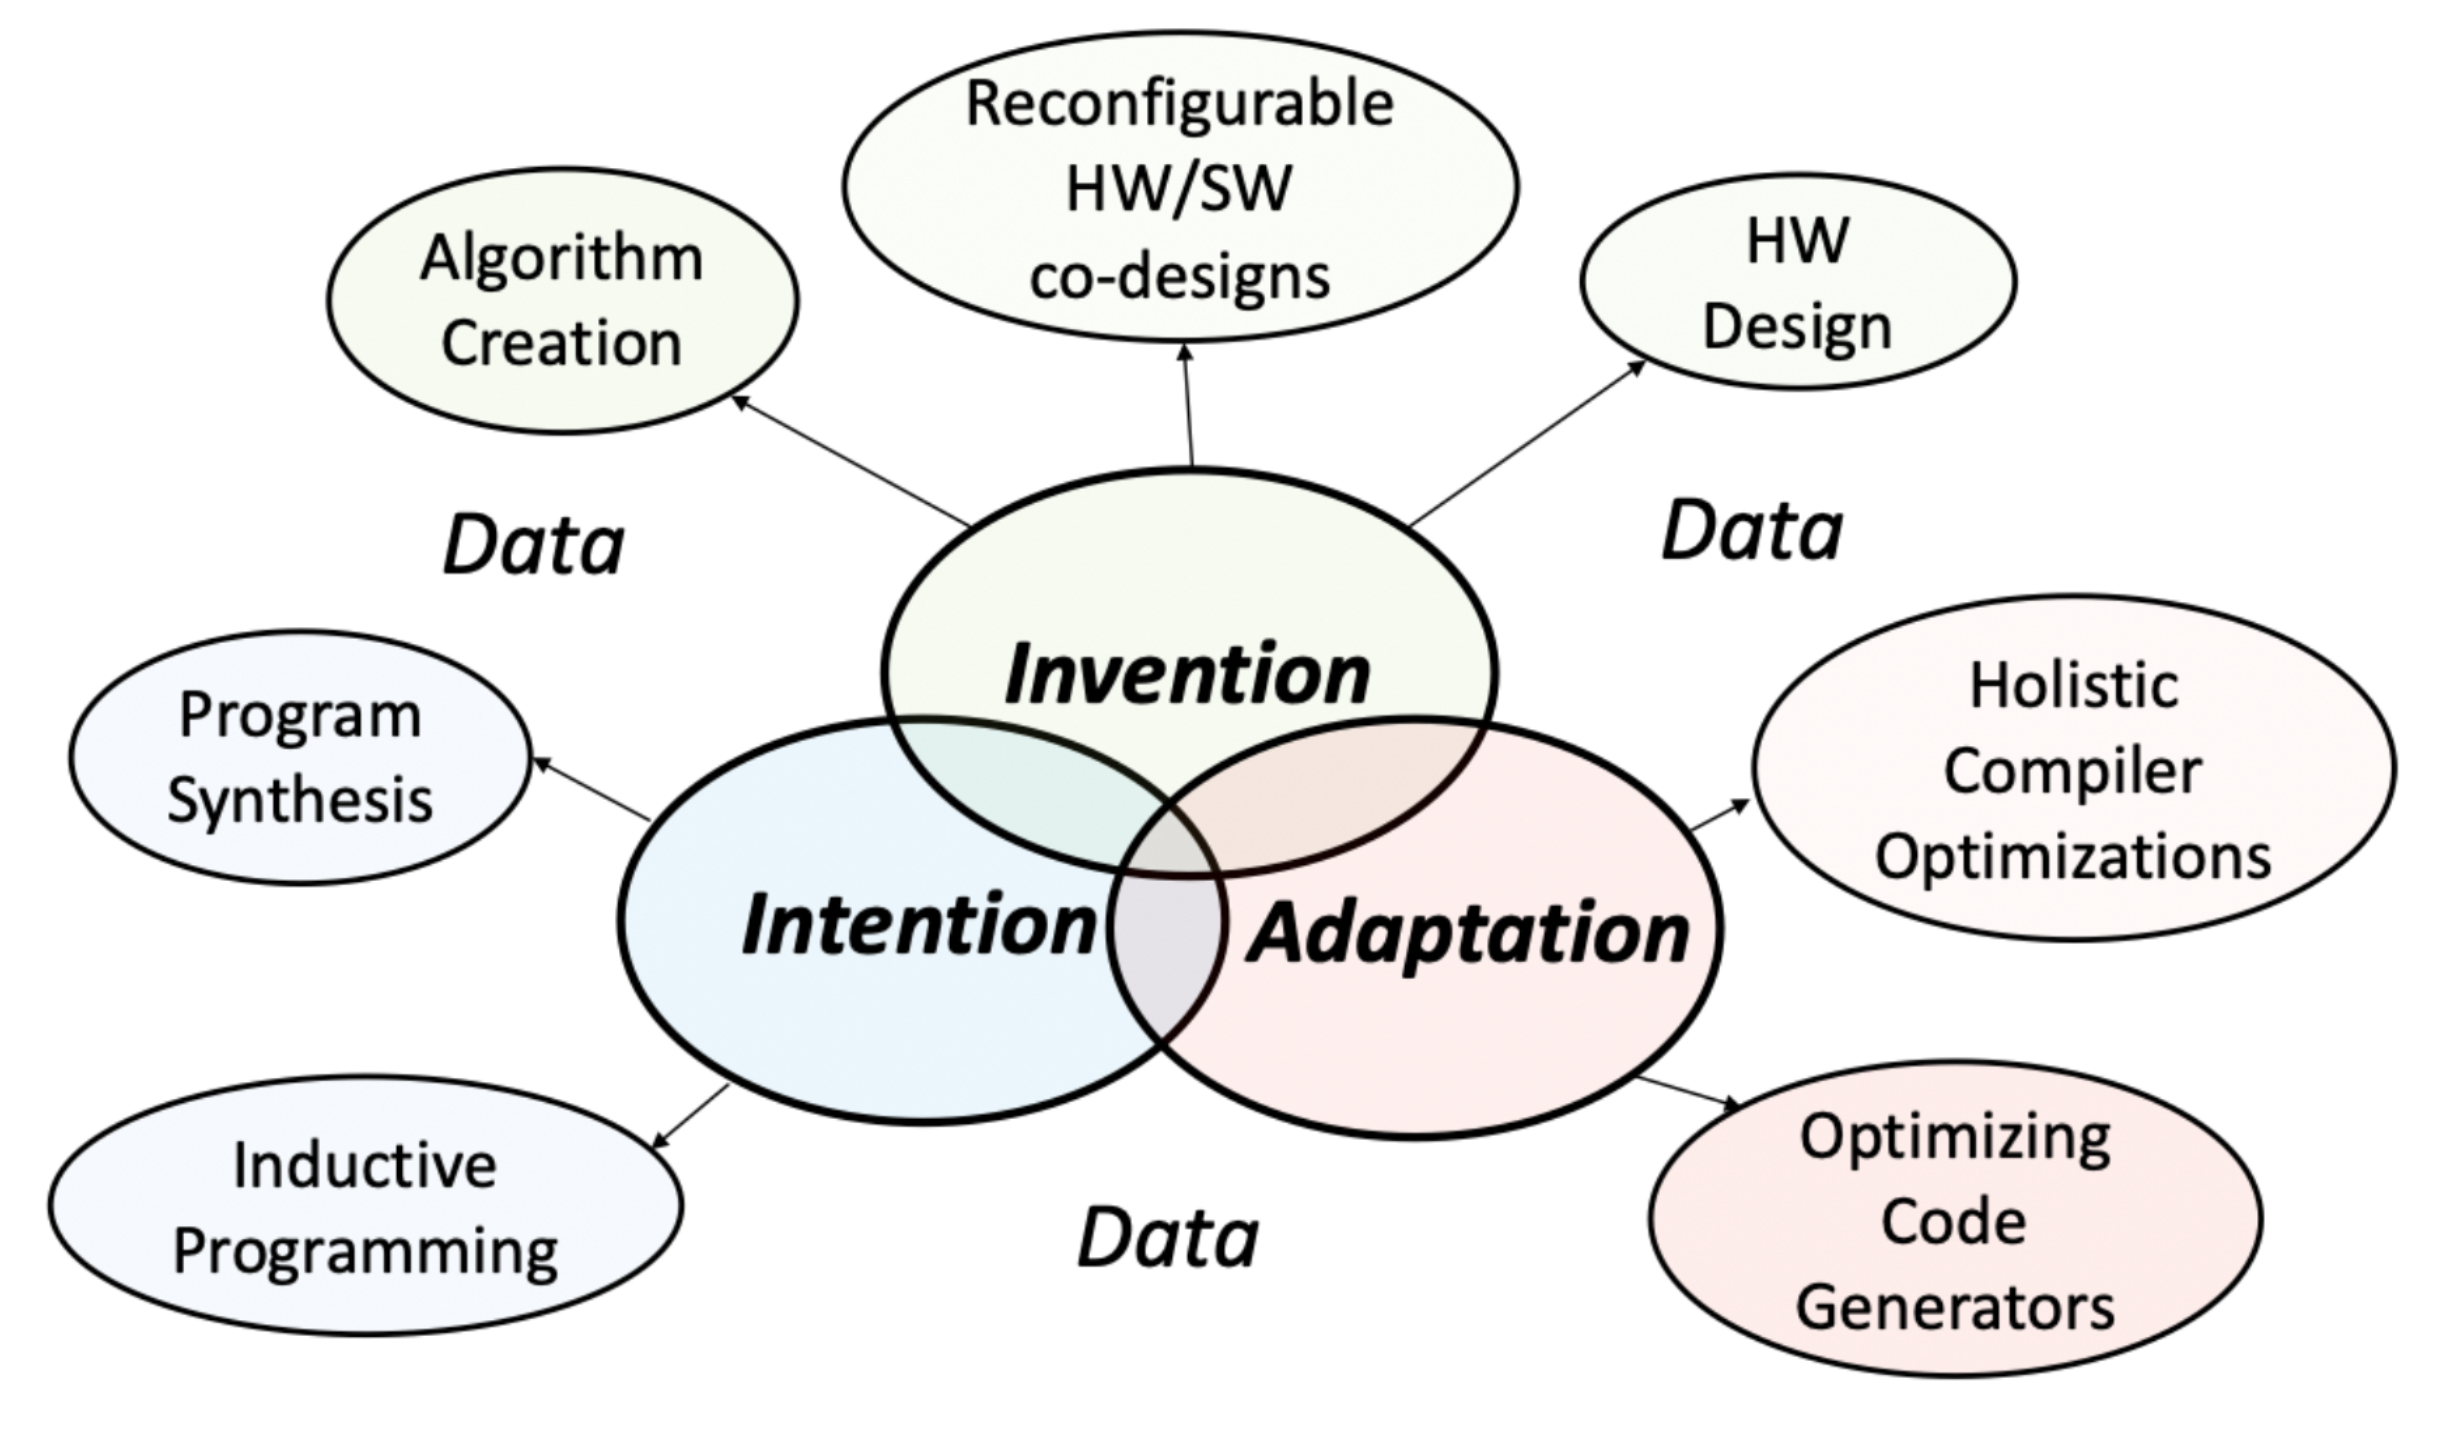 Reconfigurable
HW/SW
co-designs
Algorithm
Creation
HW
Design
Data
Data
Invention
Program
Synthesis
Holistic
Compiler
Optimizations
Intention
Adaptation
Inductive
Programming
Data
Optimizing
Code
Generators